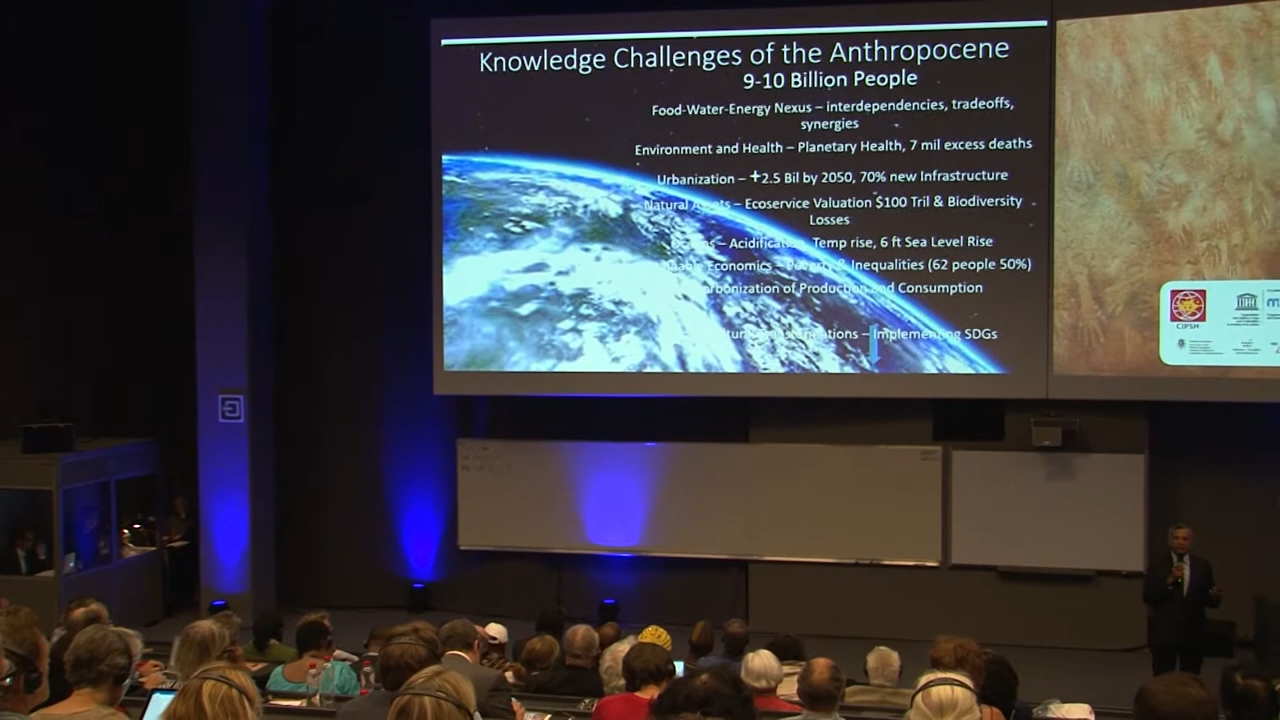 Knowledge Challenges of the Anthropocene
9-10 Billion People
Food-Water-Energy Nexus – interdependencies, tradeoffs,
synergies
Environment and Health – Planetary Health, 7 mil excess deaths
Urbanization – +2.5 Bil by 2050, 70% new Infrastructure
Natural Assets – Ecoservice Valuation $100 Tril & Biodiversity
Losses
– Acidification, Temp rise, 6 ft Sea Level Rise
Economics – Poverty & Inequalities (62 people 50%)
of Production and Consumption
– Implementing SDGs
CIPSH